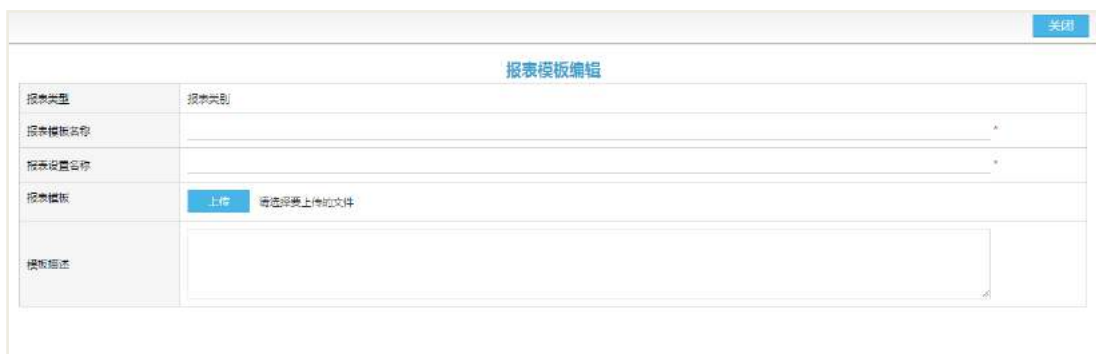 关闭
报表模板编辑
报表类型 报表类别
报表模板名称 *
报表设置名称 *
报表模板 上传 请选择要上传的文件
模板描述